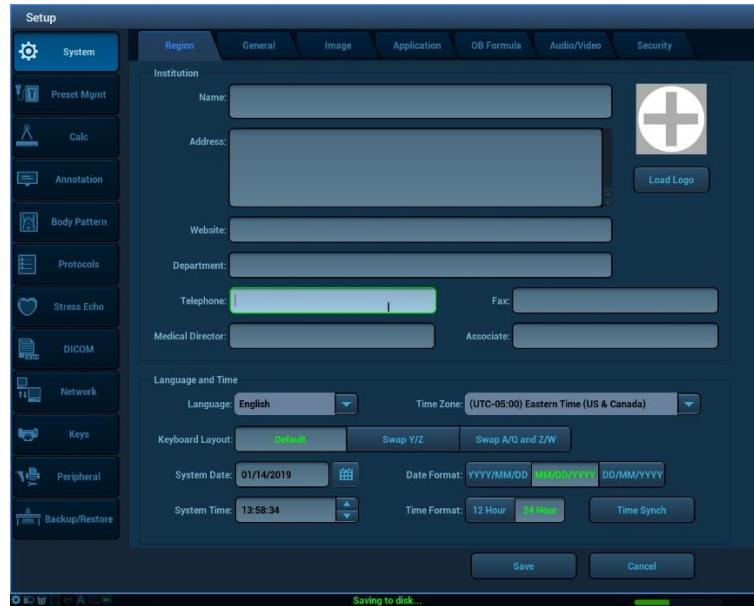 Setup
System
Preset Mgmt
Calc
Annotation
Body Pattern
Protocols
Stress Echo
DICOM
Network
Keys
Peripheral
Backup/Restore
Region General Image Application OB Formula Audio/Video Security
Institution
Name:
Address:
Load Logo
Website:
Department:
Telephone: Fax:
Medical Director: Associate:
Language and Time
Language: English Time Zone: (UTC-05:00) Eastern Time (US & Canada)
Keyboard Layout: Default Swap Y/Z Swap A/Q and Z/W
System Date: 01/14/2019 Date Format: YYYY/MM/DD MM/DD/YYYY DD/MM/YYYY
System Time: 13:58:34 Time Format: 12 Hour 24 Hour Time Synch
Save Cancel
Saving to disk...